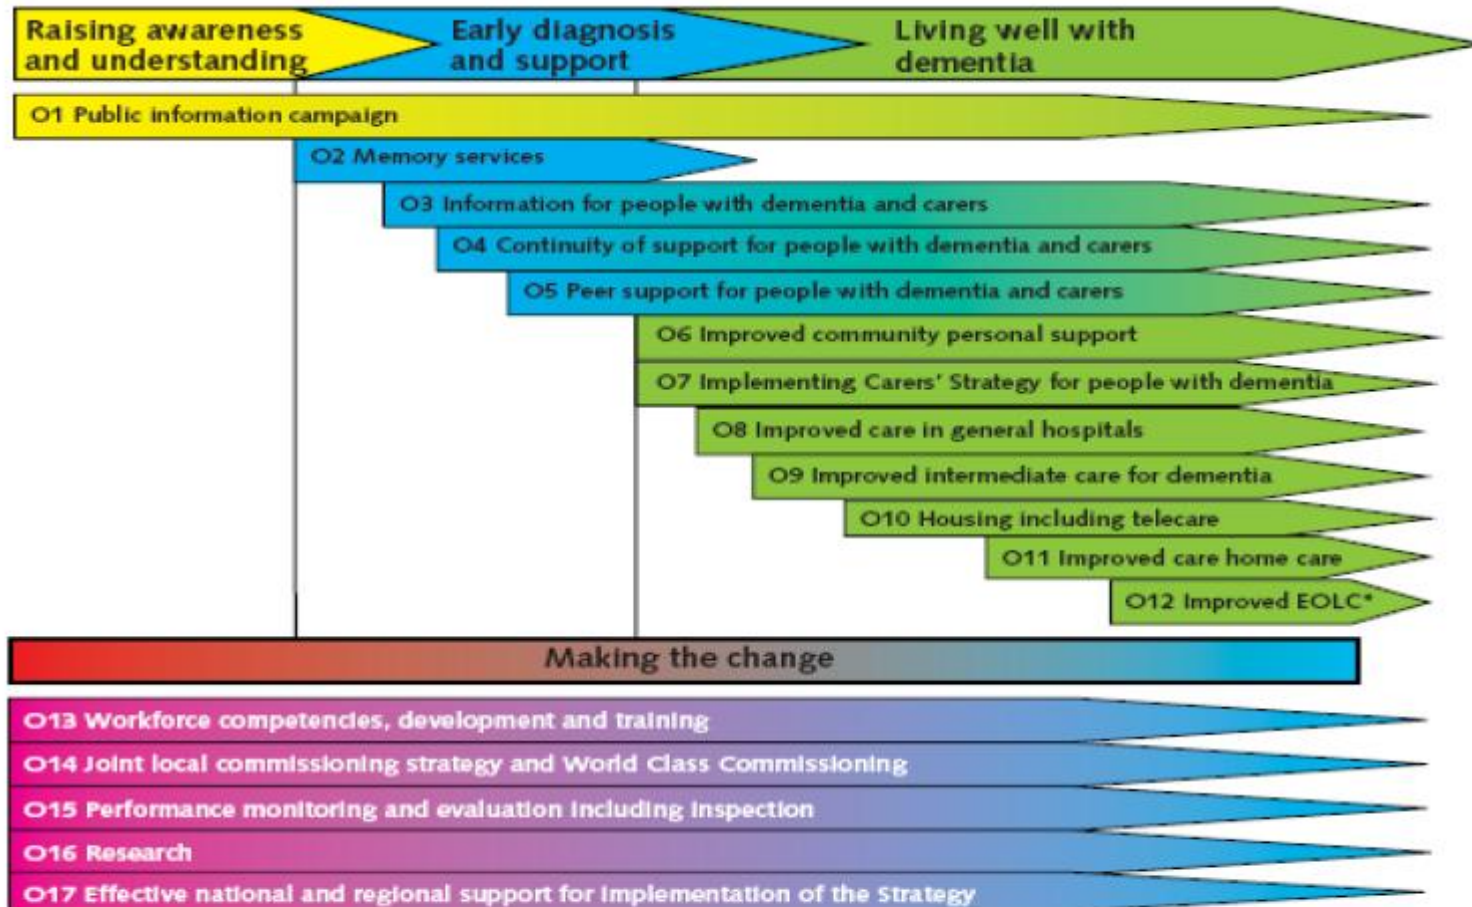 Raising awareness
and understanding
Early diagnosis
and support
Living well with
dementia
O1 Public information campaign
O2 Memory services
O3 Information for people with dementia and carers
O4 Continuity of support for people with dementia and carers
O5 Peer support for people with dementia and carers
O6 Improved community personal support
O7 Implementing Carers' Strategy for people with dementia
O8 Improved care in general hospitals
O9 Improved intermediate care for dementia
O10 Housing including telecare
O11 Improved care home care
O12 Improved EOLC*
Making the change
O13 Workforce competencies, development and training
O14 Joint local commissioning strategy and World Class Commissioning
O15 Performance monitoring and evaluation including inspection
O16 Research
O17 Effective national and regional support for implementation of the Strategy